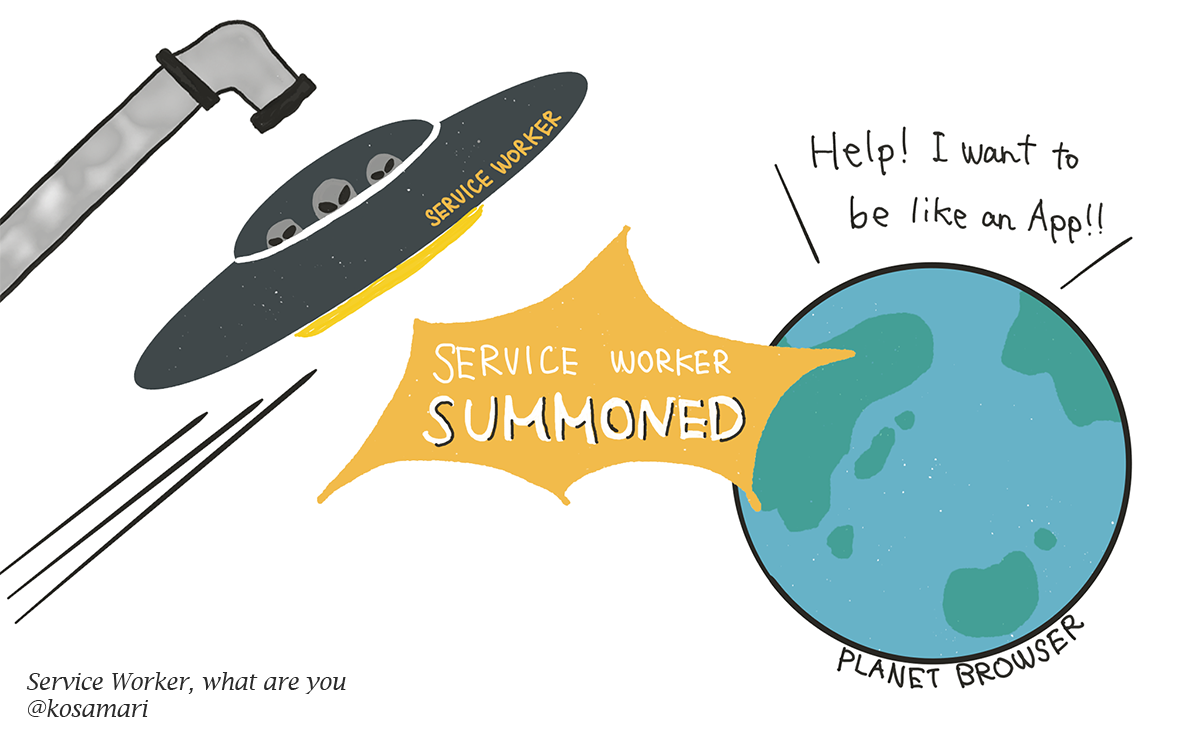 SERVICE WORKER
Help! I want to
be like an App!!
SERVICE WORKER
SUMMONED
PLANET BROWSER
Service Worker, what are you
@kosamari